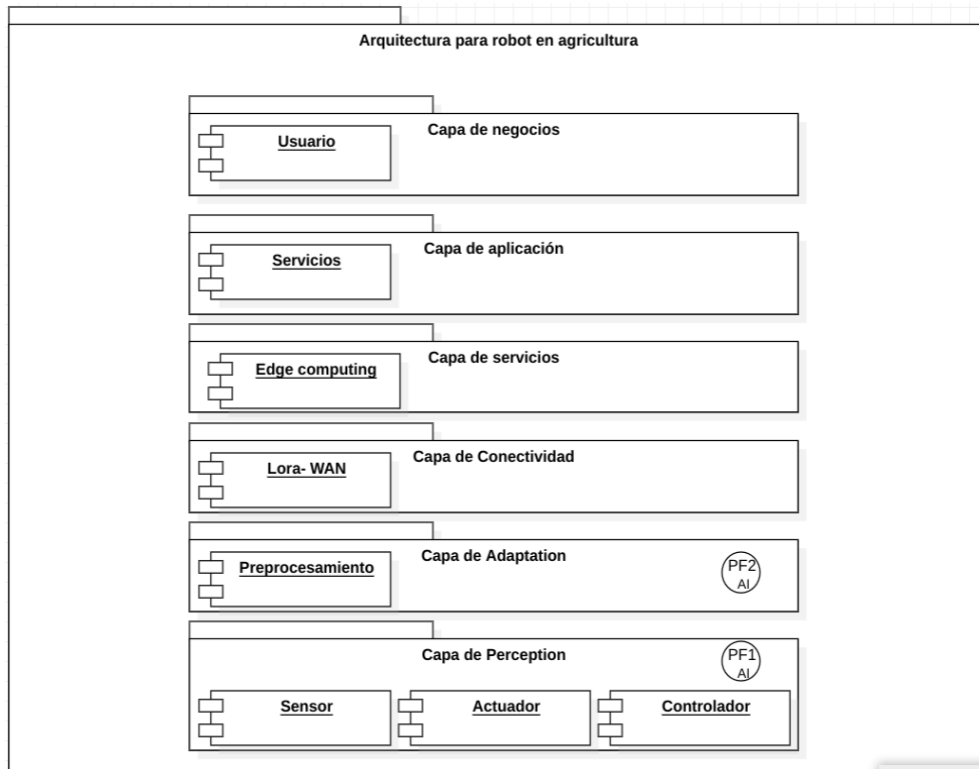 Arquitectura para robot en agricultura
Capa de negocios
Usuario
Capa de aplicación
Servicios
Capa de servicios
Edge computing
Capa de Conectividad
Lora- WAN
Capa de Adaptation
Preprocesamiento
PF2
AI
Capa de Perception
PF1
AI
Sensor
Actuador
Controlador